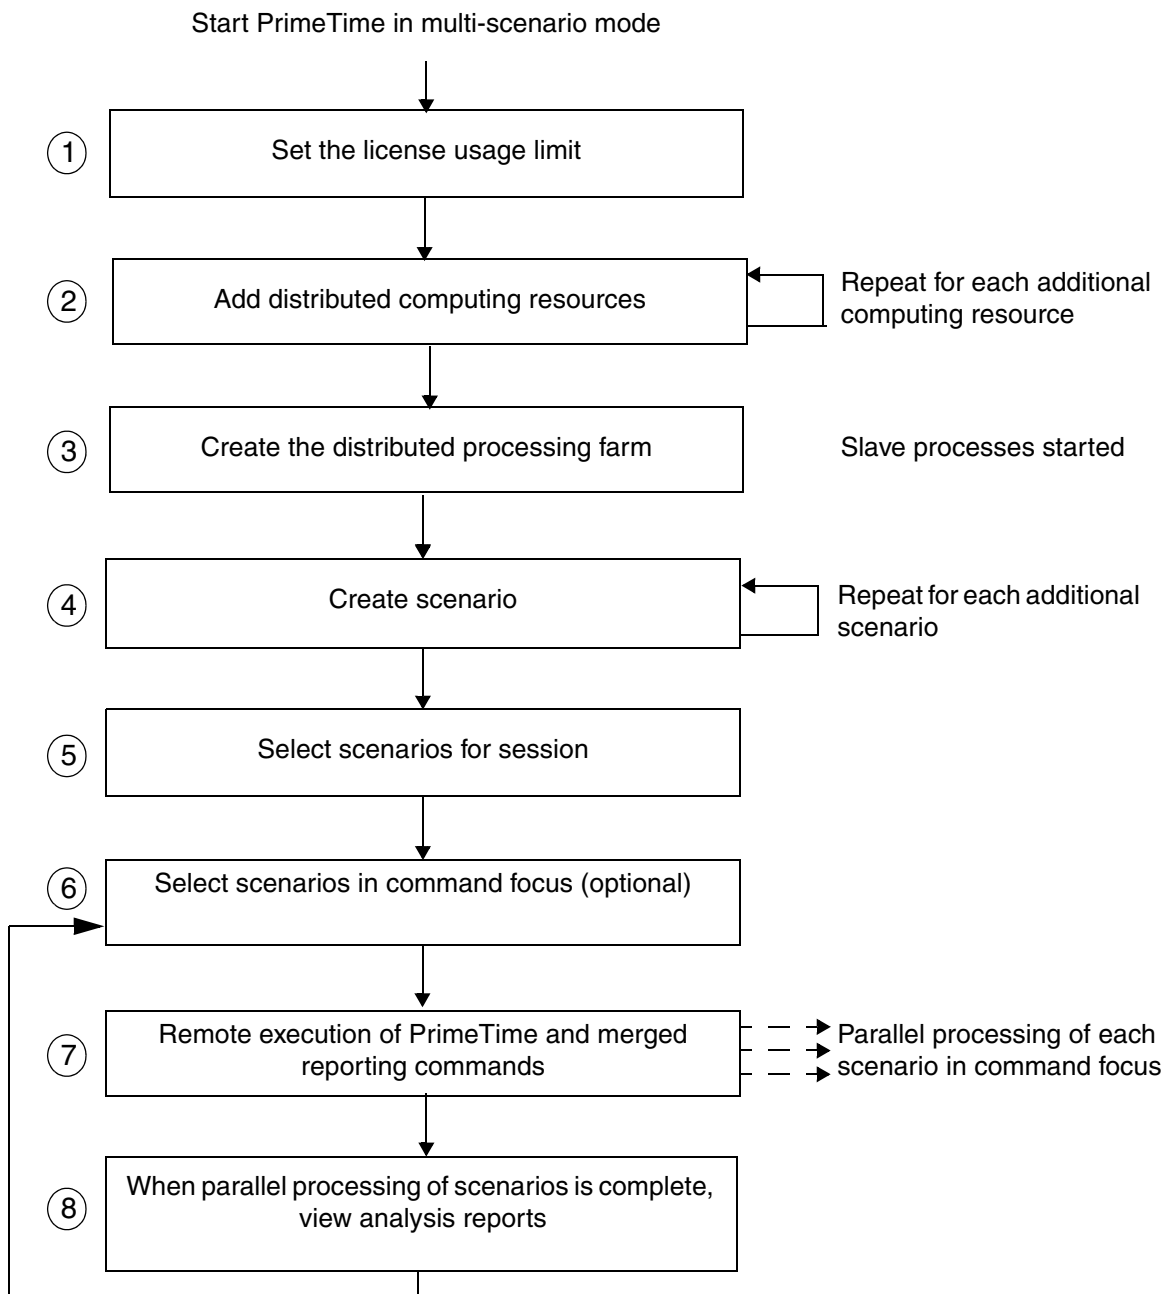 Start PrimeTime in multi-scenario mode
1
Set the license usage limit
2
Add distributed computing resources
Repeat for each additional
computing resource
3
Create the distributed processing farm
Slave processes started
4
Create scenario
Repeat for each additional
scenario
5
Select scenarios for session
6
Select scenarios in command focus (optional)
7
Remote execution of PrimeTime and merged
reporting commands
Parallel processing of each
scenario in command focus
8
When parallel processing of scenarios is complete,
view analysis reports